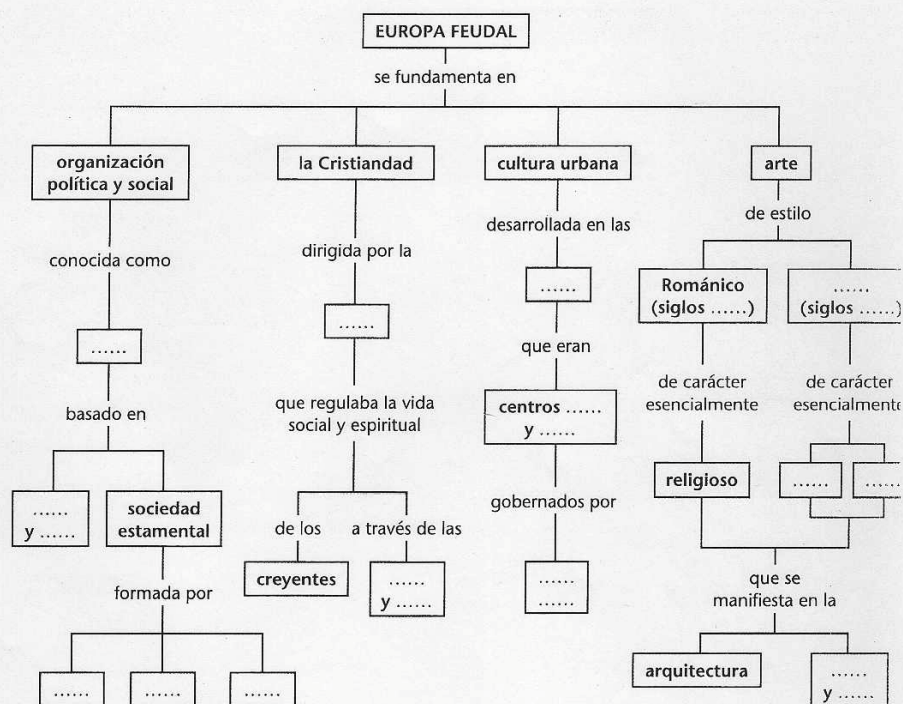 EUROPA FEUDAL
se fundamenta en
organización
política y social
conocida como
......
basado en
......
y ......
sociedad
estamental
formada por
......
......
......
la Cristiandad
dirigida por la
......
que regulaba la vida
social y espiritual
de los
creyentes
a través de las
......
y ......
cultura urbana
desarrollada en las
......
que eran
centros ......
y ......
gobernados por
......
......
arte
de estilo
Románico
(siglos ......)
de carácter
esencialmente
religioso
......
(siglos ......)
de carácter
esencialmente
......
......
que se
manifiesta en la
arquitectura
......
y ......